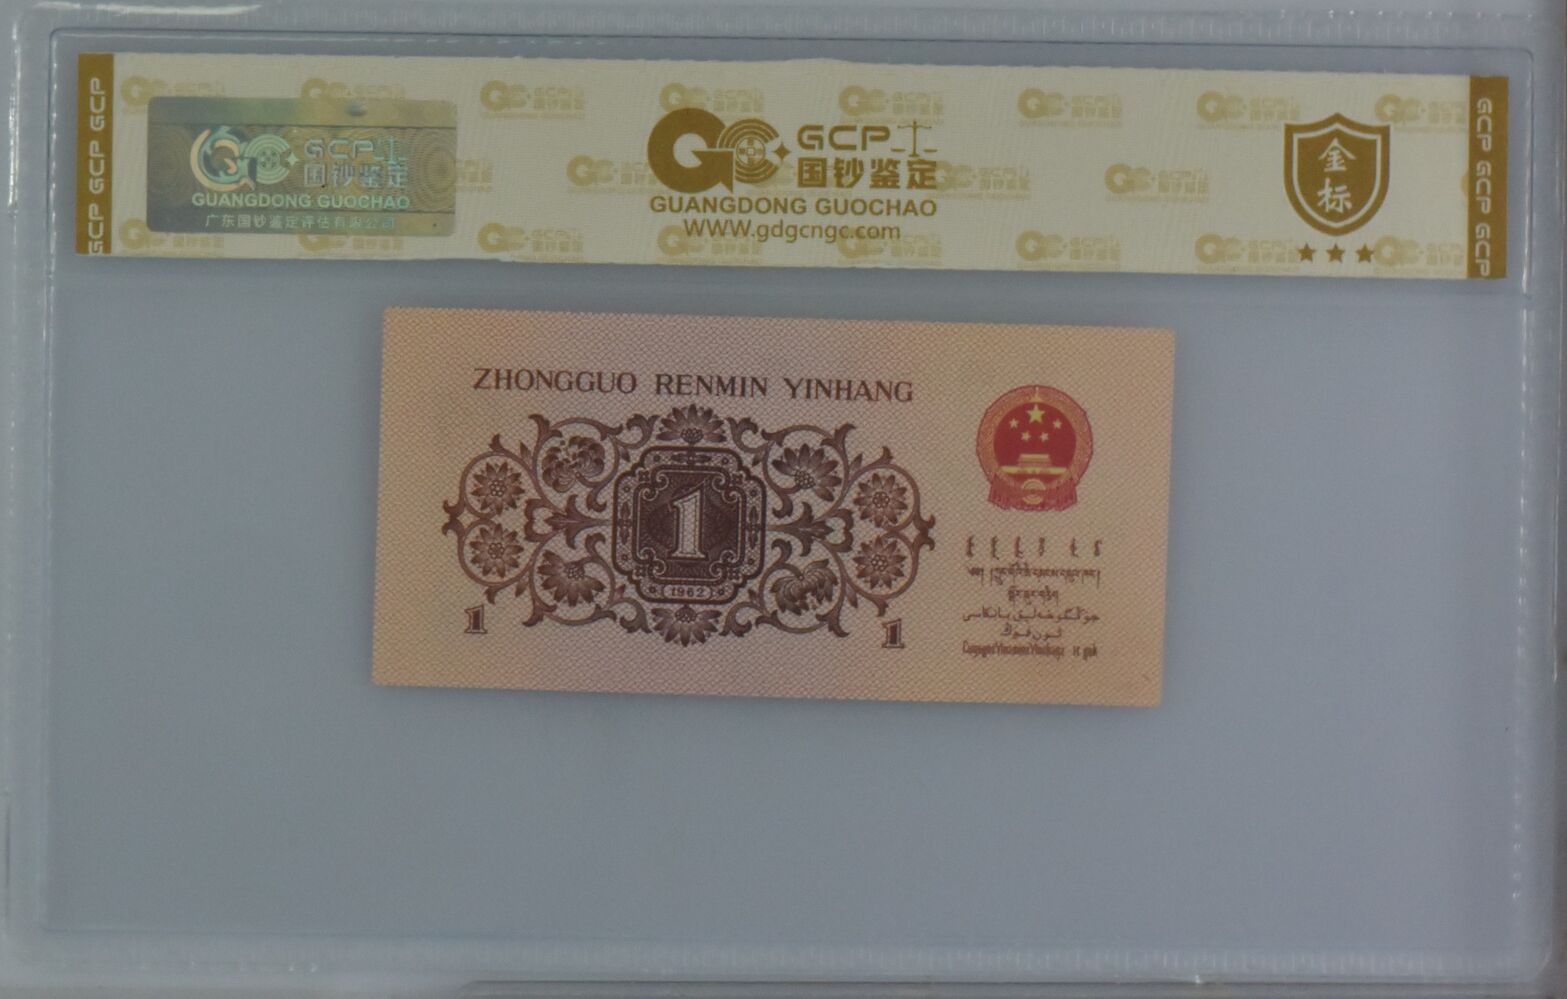 GCP GCP GCP
GCP
国钞鉴定
GUANGDONG GUOCHAO
广东国钞鉴定评估有限公司
GCP
国钞鉴定
GUANGDONG GUOCHAO
WWW.gdgcngc.com
金
标
GCP GCP GCP
ZHONGGUO RENMIN YINHANG
1
(1962)
1
1